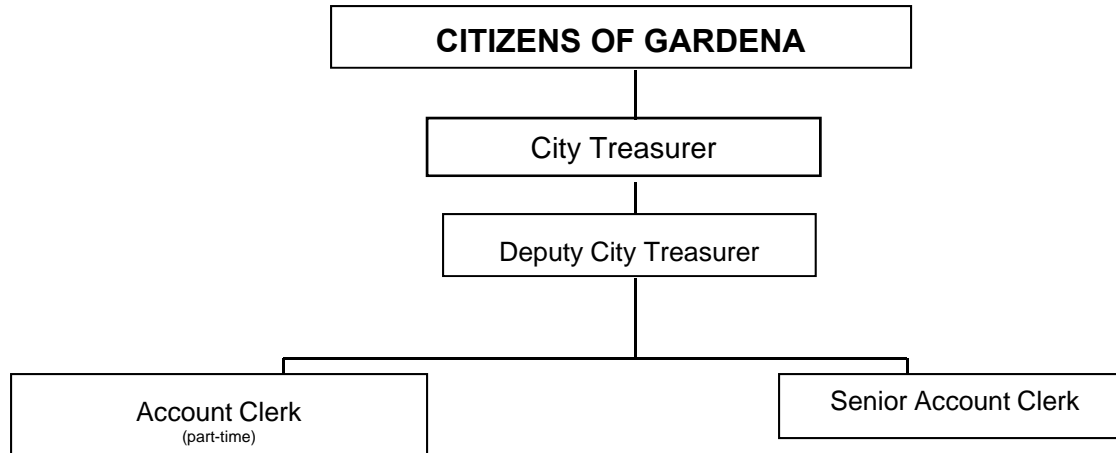 CITIZENS OF GARDENA
City Treasurer
Deputy City Treasurer
Account Clerk
(part-time)
Senior Account Clerk